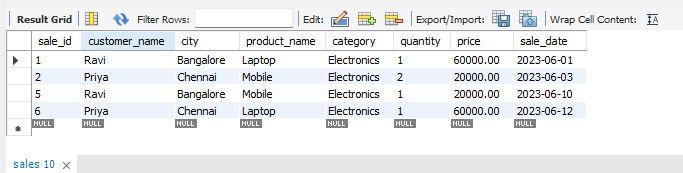 Result Grid Filter Rows: Edit: Export/Import: Wrap Cell Content:
sale_id customer_name city product_name category quantity price sale_date
1 Ravi Bangalore Laptop Electronics 1 60000.00 2023-06-01
2 Priya Chennai Mobile Electronics 2 20000.00 2023-06-03
5 Ravi Bangalore Mobile Electronics 1 20000.00 2023-06-10
6 Priya Chennai Laptop Electronics 1 60000.00 2023-06-12
NULL NULL NULL NULL NULL NULL NULL NULL
sales 10